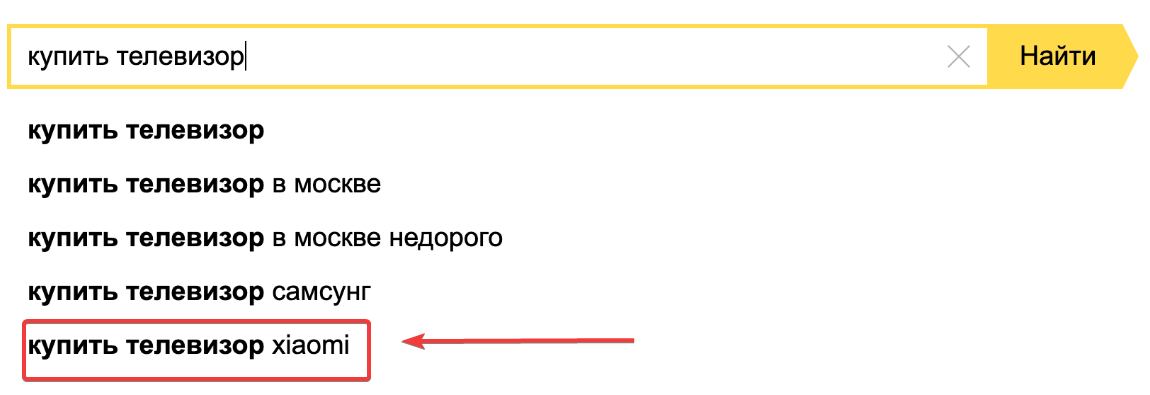 купить телевизор
Найти
купить телевизор
купить телевизор в москве
купить телевизор в москве недорого
купить телевизор самсунг
купить телевизор xiaomi